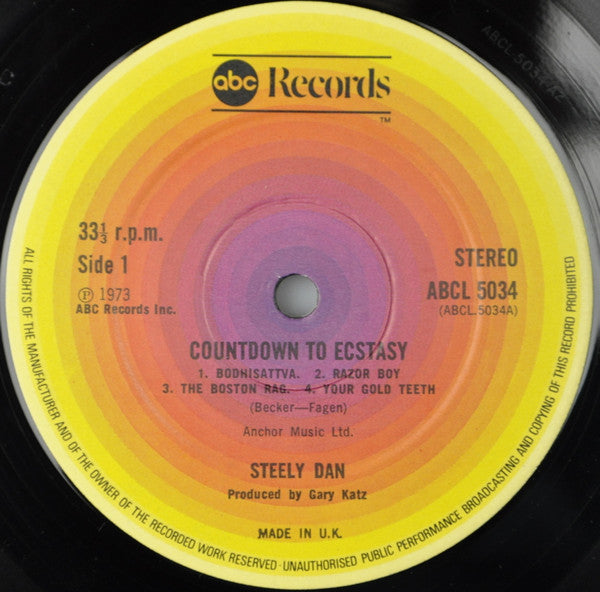 abc Records
TM
33⅓ r.p.m.
Side 1
℗ 1973
ABC Records Inc.
STEREO
ABCL 5034
(ABCL.5034A)
COUNTDOWN TO ECSTASY
1. BODHISATTVA. 2. RAZOR BOY
3. THE BOSTON RAG. 4. YOUR GOLD TEETH
(Becker—Fagen)
Anchor Music Ltd.
STEELY DAN
Produced by Gary Katz
MADE IN U.K.
ALL RIGHTS OF THE MANUFACTURER AND OF THE OWNER OF THE RECORDED WORK RESERVED · UNAUTHORISED PUBLIC PERFORMANCE BROADCASTING AND COPYING OF THIS RECORD PROHIBITED